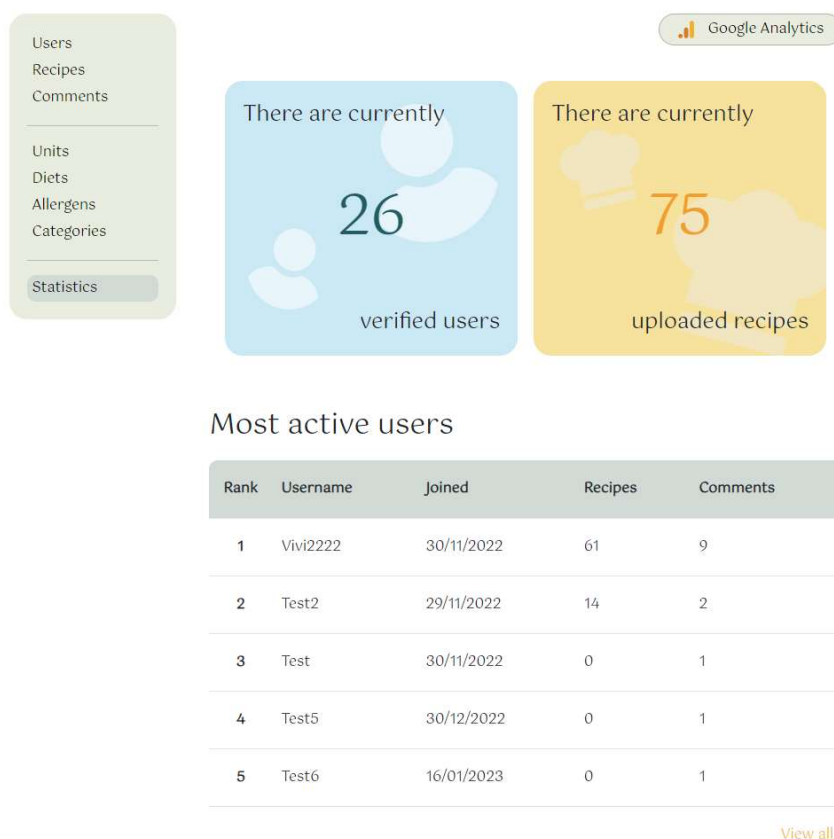 Users
Recipes
Comments
Units
Diets
Allergens
Categories
Statistics
Google Analytics
There are currently
26
verified users
There are currently
75
uploaded recipes
Most active users
Rank Username Joined Recipes Comments
1 Vivi2222 30/11/2022 61 9
2 Test2 29/11/2022 14 2
3 Test 30/11/2022 0 1
4 Test5 30/12/2022 0 1
5 Test6 16/01/2023 0 1
View all